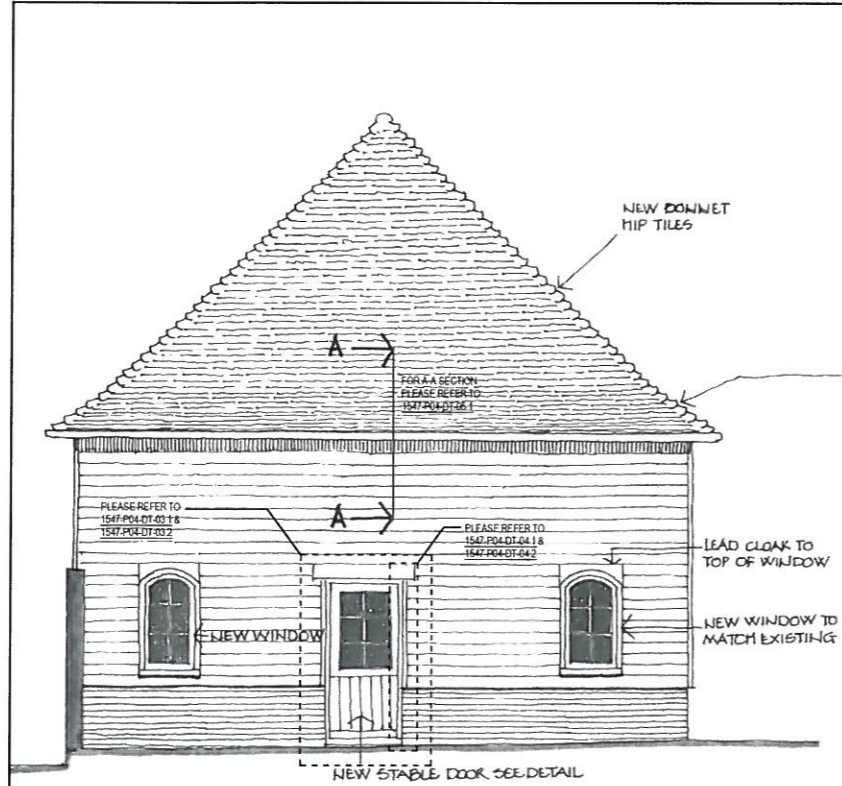 NEW BONNET
HIP TILES
A
FOR A-A SECTION
PLEASE REFER TO
1547-P04-DT-05.1
PLEASE REFER TO
1547-P04-DT-03.1 &
1547-P04-DT-03.2
A
PLEASE REFER TO
1547-P04-DT-04.1 &
1547-P04-DT-04.2
LEAD CLOAK TO
TOP OF WINDOW
NEW WINDOW
NEW WINDOW TO
MATCH EXISTING
NEW STABLE DOOR SEE DETAIL